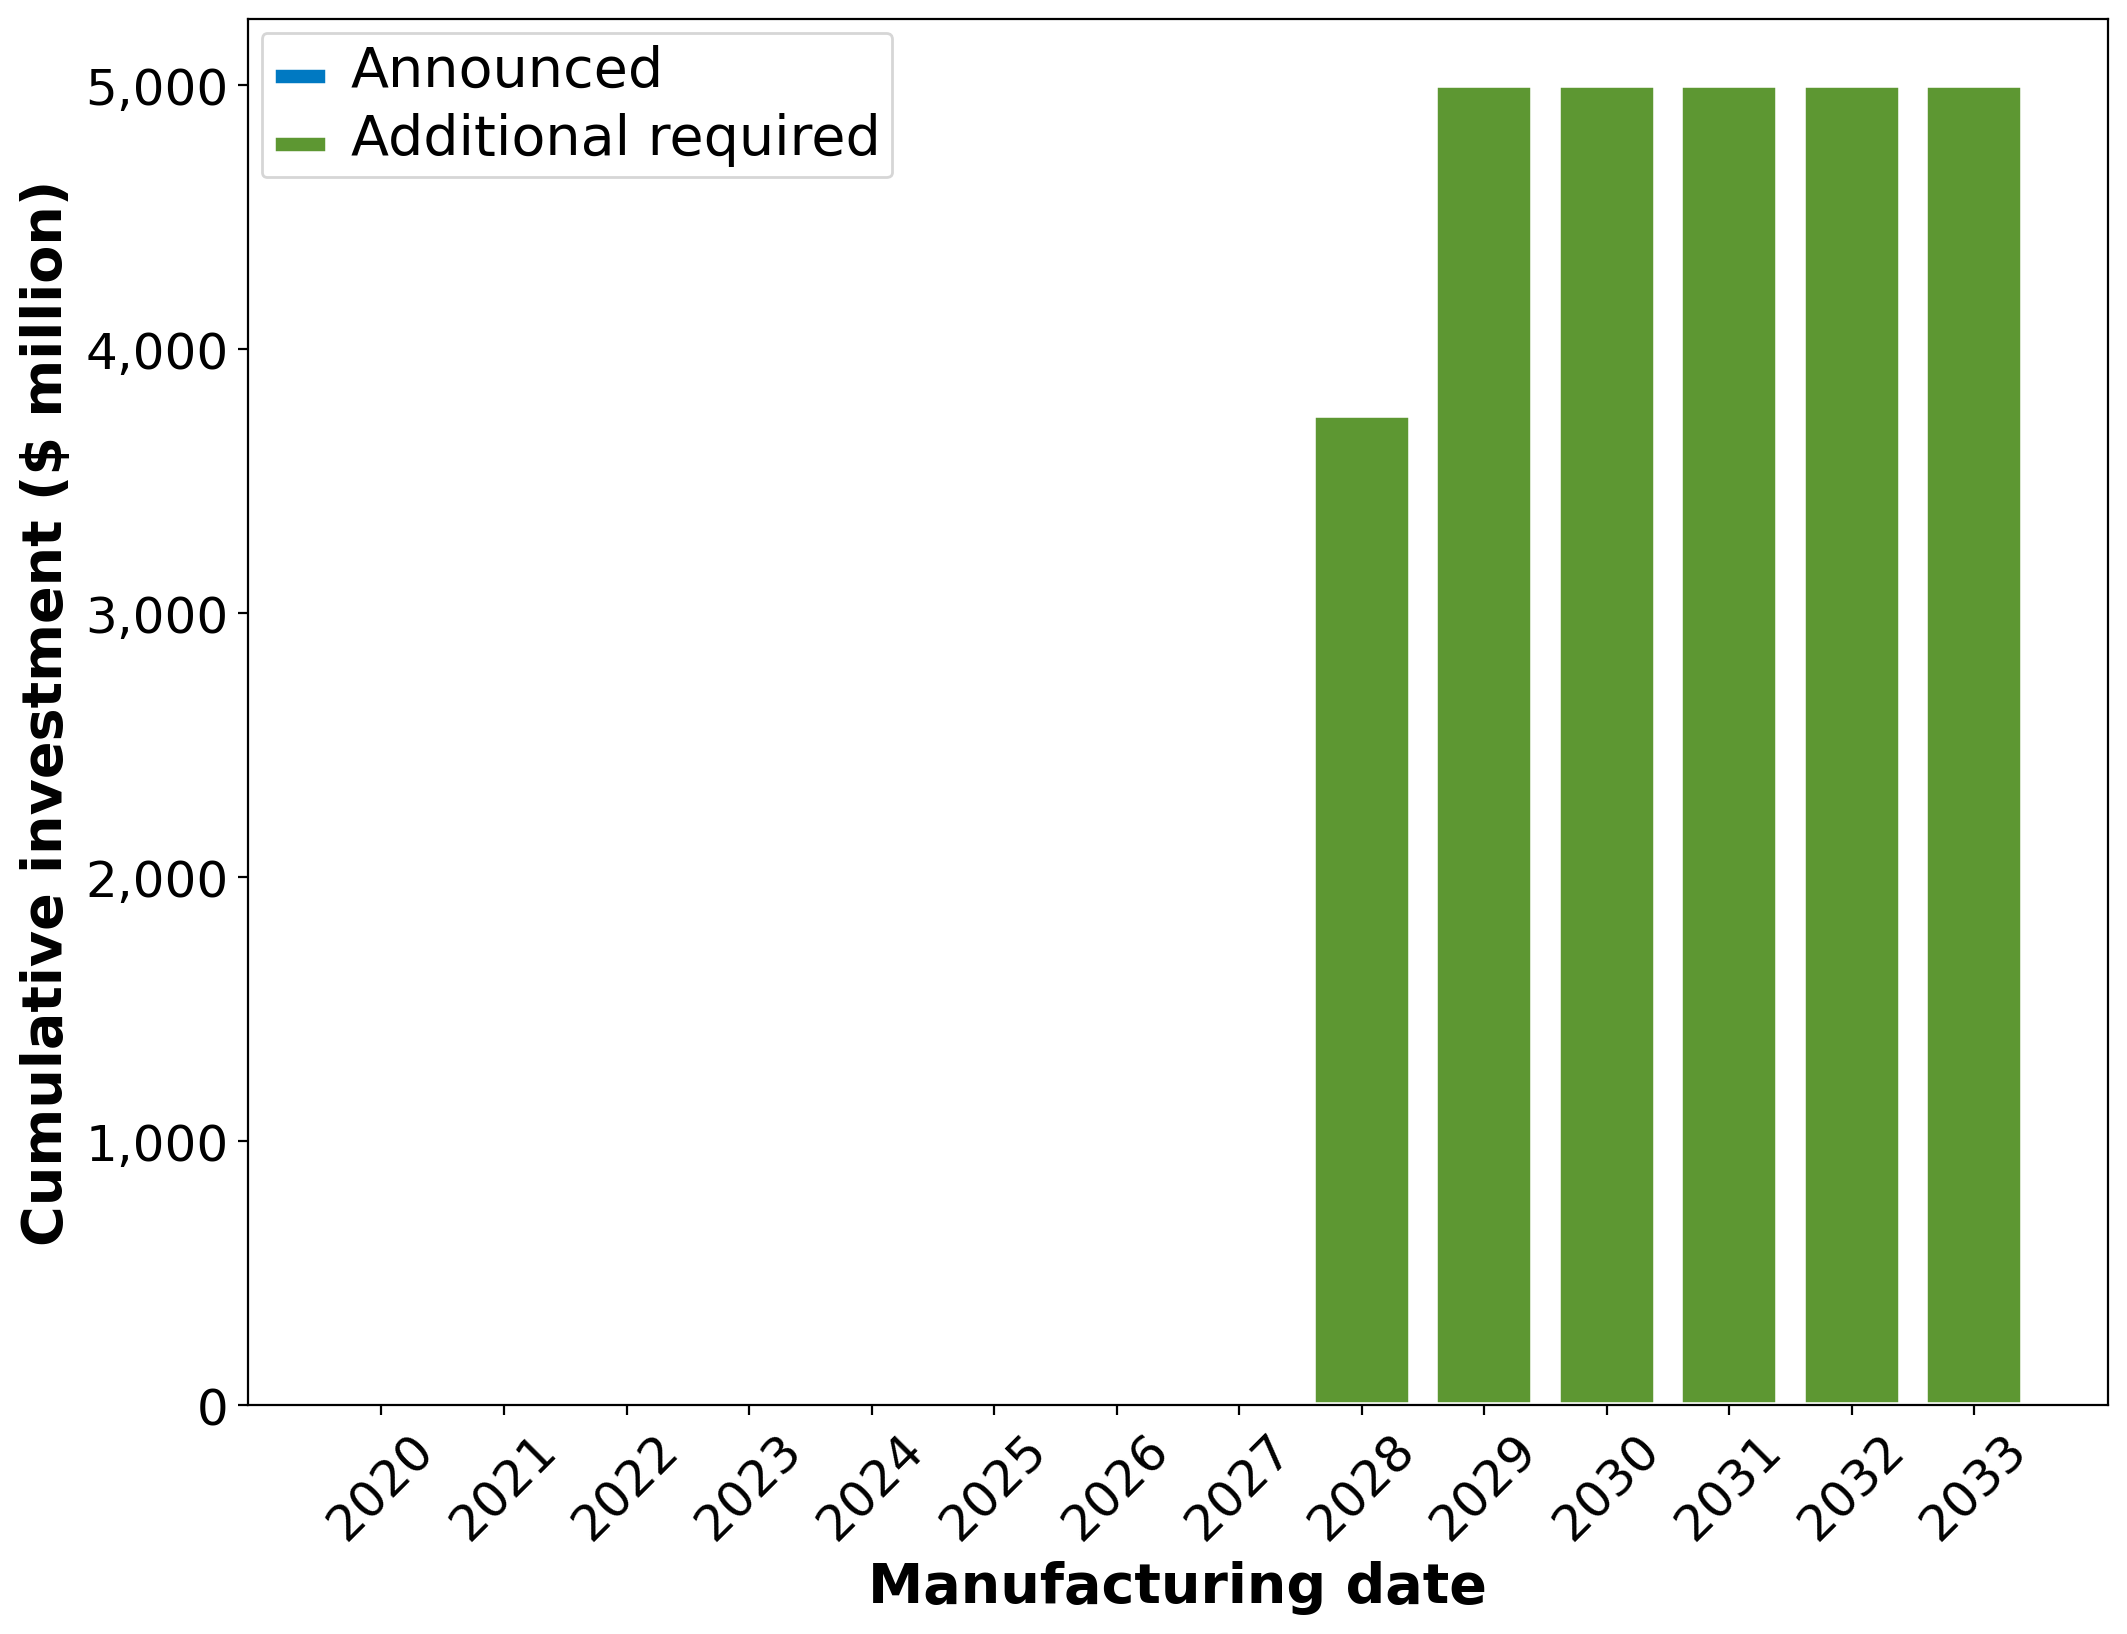 Announced
Additional required
Cumulative investment ($ million)
5,000
4,000
3,000
2,000
1,000
0
2020 2021 2022 2023 2024 2025 2026 2027 2028 2029 2030 2031 2032 2033
Manufacturing date